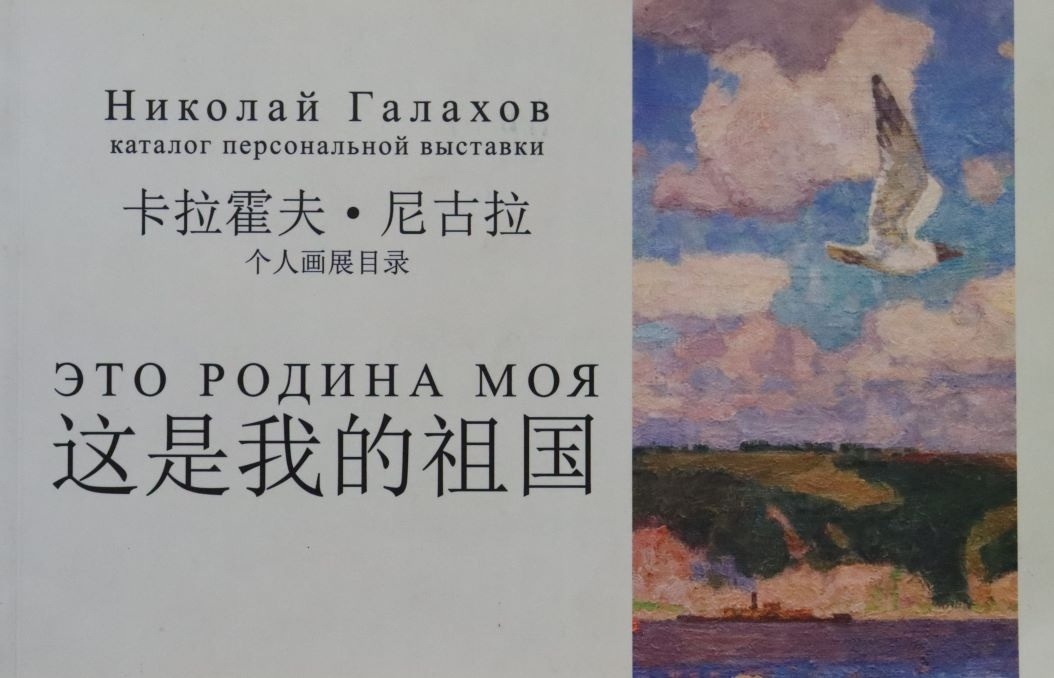 Николай Галахов
каталог персональной выставки
卡拉霍夫•尼古拉
个人画展目录
ЭТО РОДИНА МОЯ
这是我的祖国